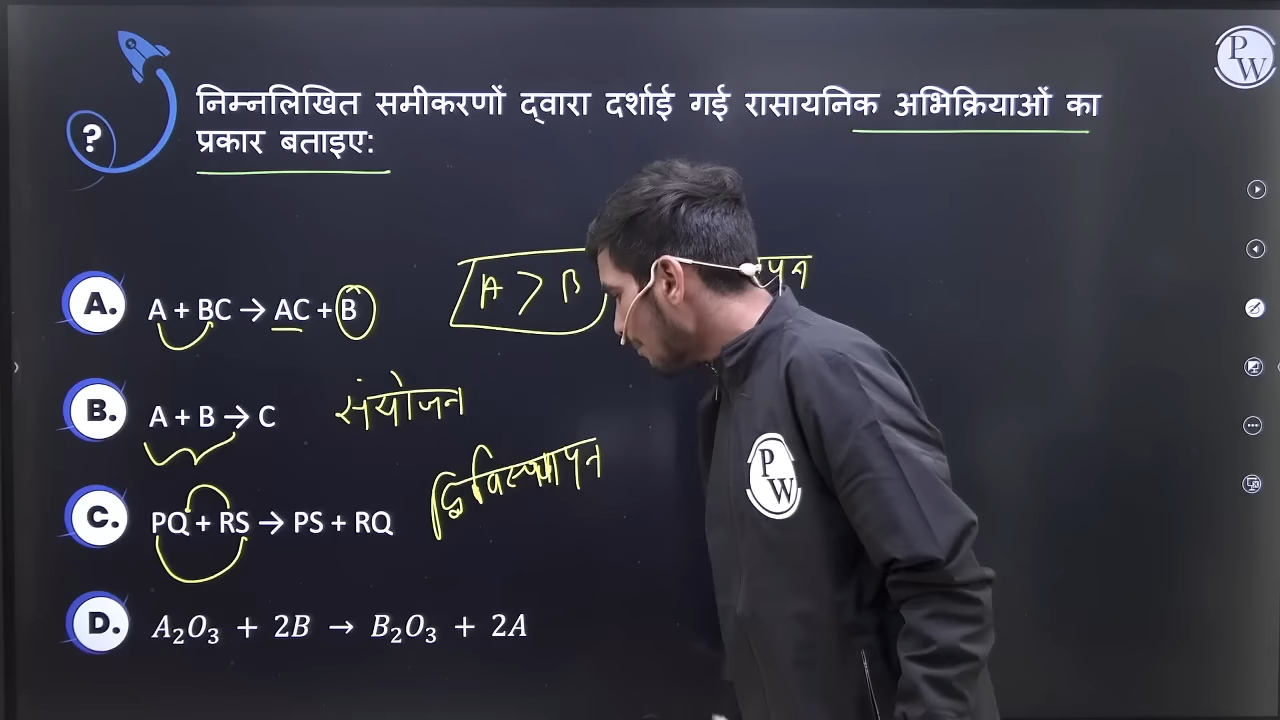 निम्नलिखित समीकरणों द्वारा दर्शाई गई रासायनिक अभिक्रियाओं का
प्रकार बताइए:
?
PW
A. A + BC → AC + B
A > B
पन
B. A + B → C
संयोजन
C. PQ + RS → PS + RQ
द्विविस्थापन
D. A₂O₃ + 2B → B₂O₃ + 2A
PW